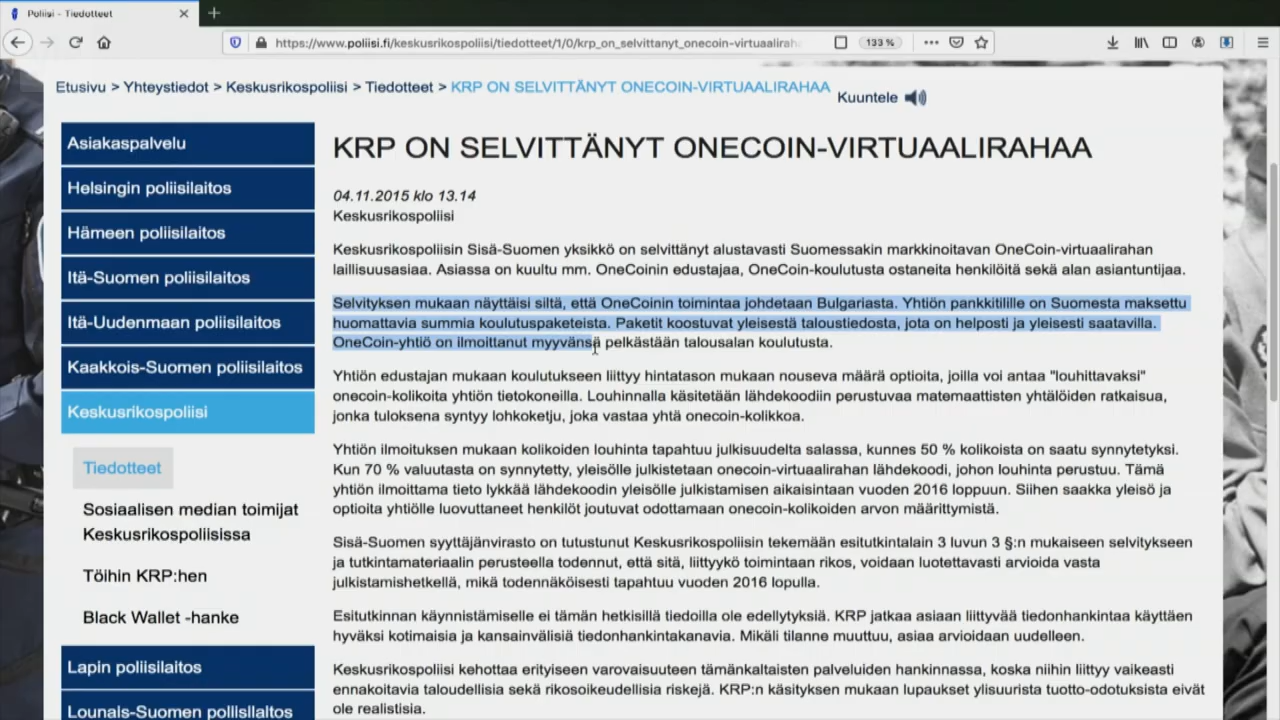 Poliisi - Tiedotteet
https://www.poliisi.fi/keskusrikospoliisi/tiedotteet/1/0/krp_on_selvittanyt_onecoin-virtuaaliraha
133 %
Etusivu > Yhteystiedot > Keskusrikospoliisi > Tiedotteet > KRP ON SELVITTÄNYT ONECOIN-VIRTUAALIRAHAA
Kuuntele
Asiakaspalvelu
Helsingin poliisilaitos
Hämeen poliisilaitos
Itä-Suomen poliisilaitos
Itä-Uudenmaan poliisilaitos
Kaakkois-Suomen poliisilaitos
Keskusrikospoliisi
Tiedotteet
Sosiaalisen median toimijat
Keskusrikospoliisissa
Töihin KRP:hen
Black Wallet -hanke
Lapin poliisilaitos
Lounais-Suomen poliisilaitos
KRP ON SELVITTÄNYT ONECOIN-VIRTUAALIRAHAA
04.11.2015 klo 13.14
Keskusrikospoliisi
Keskusrikospoliisin Sisä-Suomen yksikkö on selvittänyt alustavasti Suomessakin markkinoitavan OneCoin-virtuaalirahan
laillisuusasiaa. Asiassa on kuultu mm. OneCoinin edustajaa, OneCoin-koulutusta ostaneita henkilöitä sekä alan asiantuntijaa.
Selvityksen mukaan näyttäisi siltä, että OneCoinin toimintaa johdetaan Bulgariasta. Yhtiön pankkitilille on Suomesta maksettu
huomattavia summia koulutuspaketeista. Paketit koostuvat yleisestä taloustiedosta, jota on helposti ja yleisesti saatavilla.
OneCoin-yhtiö on ilmoittanut myyvänsä pelkästään talousalan koulutusta.
Yhtiön edustajan mukaan koulutukseen liittyy hintatason mukaan nouseva määrä optioita, joilla voi antaa "louhittavaksi"
onecoin-kolikoita yhtiön tietokoneilla. Louhinnalla käsitetään lähdekoodiin perustuvaa matemaattisten yhtälöiden ratkaisua,
jonka tuloksena syntyy lohkoketju, joka vastaa yhtä onecoin-kolikkoa.
Yhtiön ilmoituksen mukaan kolikoiden louhinta tapahtuu julkisuudelta salassa, kunnes 50 % kolikoista on saatu synnytetyksi.
Kun 70 % valuutasta on synnytetty, yleisölle julkistetaan onecoin-virtuaalirahan lähdekoodi, johon louhinta perustuu. Tämä
yhtiön ilmoittama tieto lykkää lähdekoodin yleisölle julkistamisen aikaisintaan vuoden 2016 loppuun. Siihen saakka yleisö ja
optioita yhtiölle luovuttaneet henkilöt joutuvat odottamaan onecoin-kolikoiden arvon määrittymistä.
Sisä-Suomen syyttäjänvirasto on tutustunut Keskusrikospoliisin tekemään esitutkintalain 3 luvun 3 §:n mukaiseen selvitykseen
ja tutkintamateriaalin perusteella todennut, että sitä, liittyykö toimintaan rikos, voidaan luotettavasti arvioida vasta
julkistamishetkellä, mikä todennäköisesti tapahtuu vuoden 2016 lopulla.
Esitutkinnan käynnistämiselle ei tämän hetkisillä tiedoilla ole edellytyksiä. KRP jatkaa asiaan liittyvää tiedonhankintaa käyttäen
hyväksi kotimaisia ja kansainvälisiä tiedonhankintakanavia. Mikäli tilanne muuttuu, asiaa arvioidaan uudelleen.
Keskusrikospoliisi kehottaa erityiseen varovaisuuteen tämänkaltaisten palveluiden hankinnassa, koska niihin liittyy vaikeasti
ennakoitavia taloudellisia sekä rikosoikeudellisia riskejä. KRP:n käsityksen mukaan lupaukset ylisuurista tuotto-odotuksista eivät
ole realistisia.